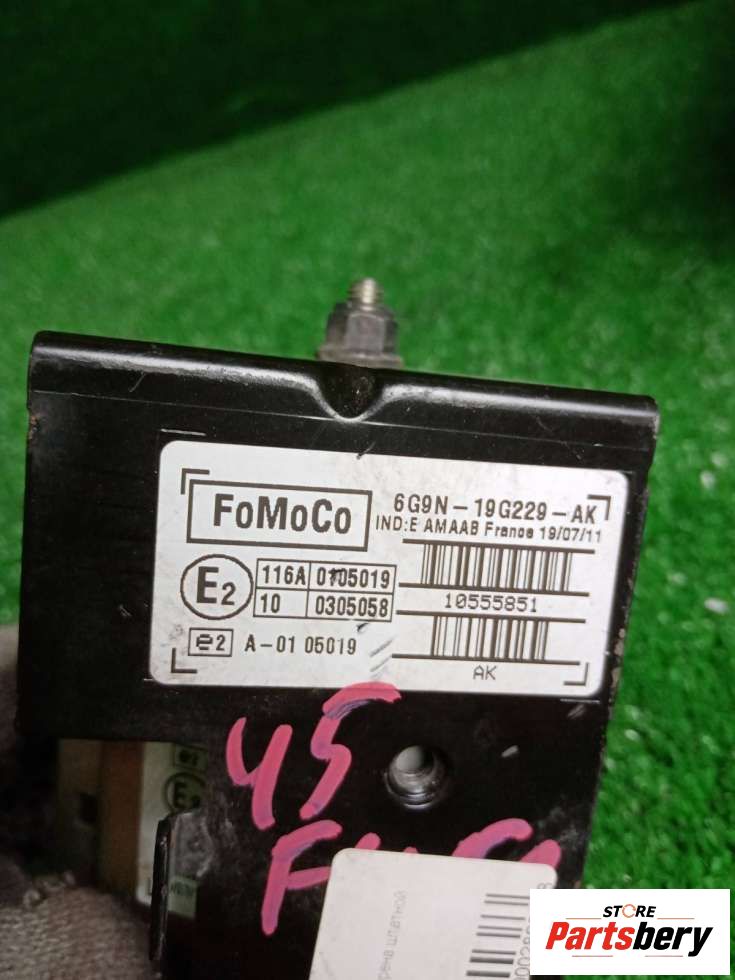 FoMoCo
6G9N-19G229-AK
IND:E AMAAB France 19/07/11
E2
116A 0105019
10 0305058
10555851
e2 A-01 05019
AK
45
STORE
Partsbery